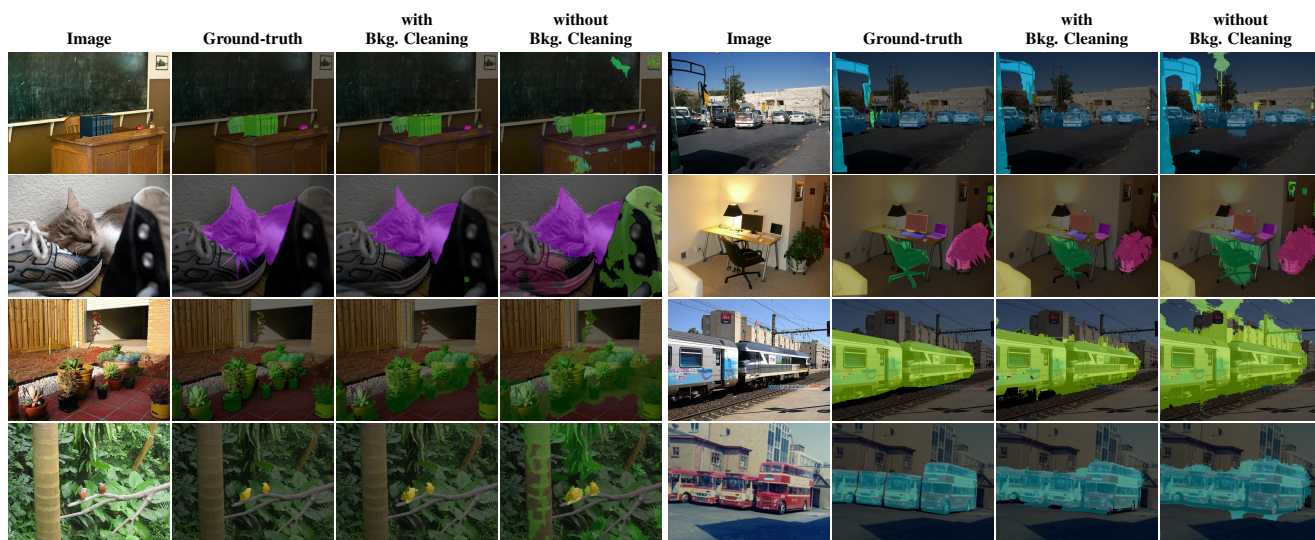 Image
Ground-truth
with
Bkg. Cleaning
without
Bkg. Cleaning
Image
Ground-truth
with
Bkg. Cleaning
without
Bkg. Cleaning